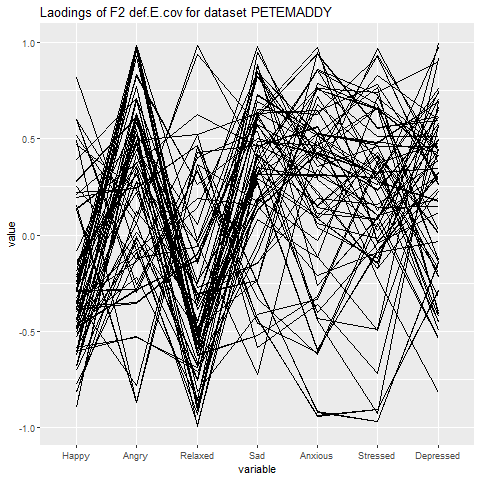 Laodings of F2 def.E.cov for dataset PETEMADDY
1.0
0.5
0.0
-0.5
-1.0
value
Happy Angry Relaxed Sad Anxious Stressed Depressed
variable